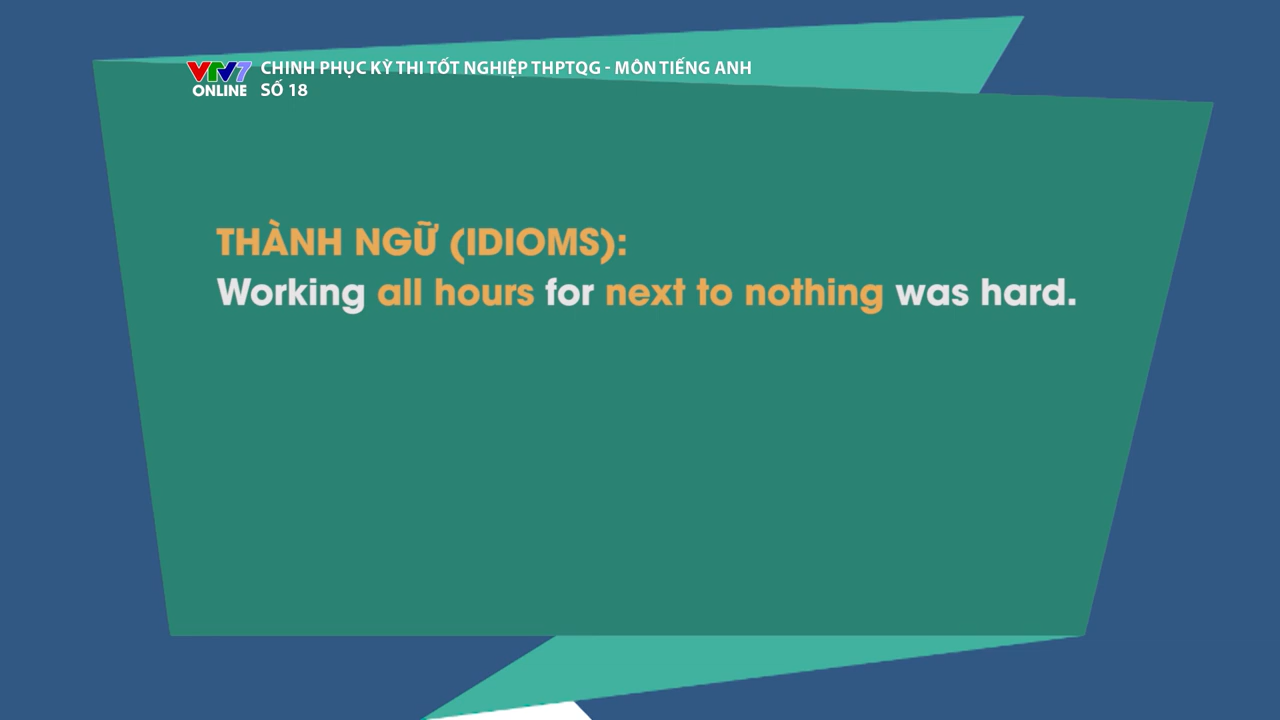 VTV7 CHINH PHỤC KỲ THI TỐT NGHIỆP THPTQG - MÔN TIẾNG ANH
ONLINE SỐ 18
THÀNH NGỮ (IDIOMS):
Working all hours for next to nothing was hard.